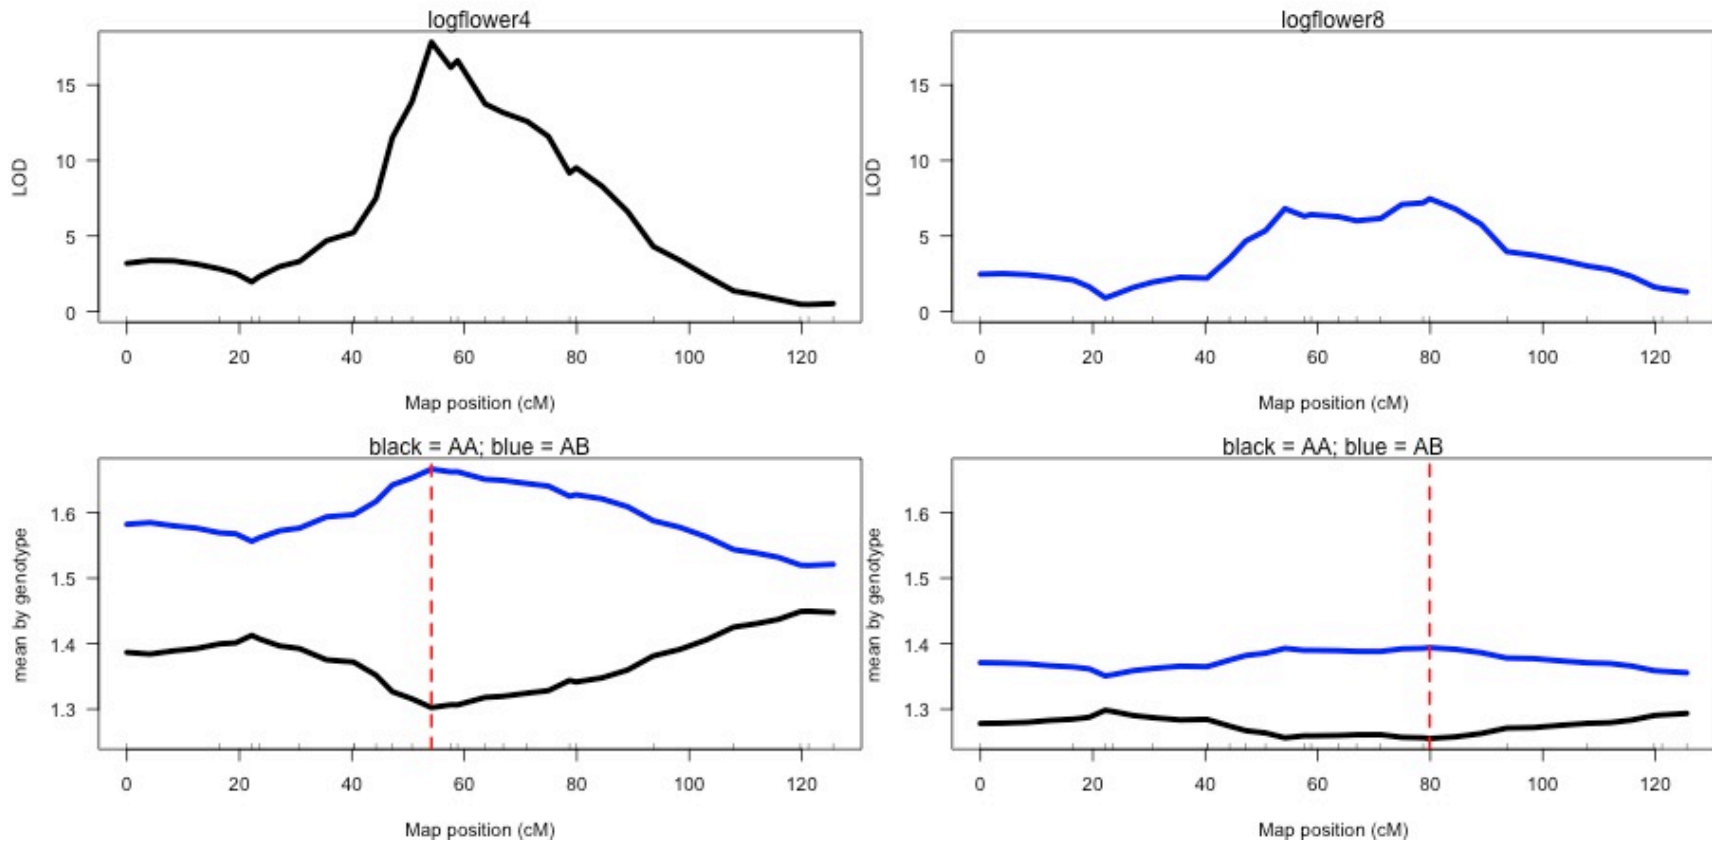 logflower4
15
10
5
0
LOD
0 20 40 60 80 100 120
Map position (cM)
logflower8
15
10
5
0
LOD
0 20 40 60 80 100 120
Map position (cM)
black = AA; blue = AB
1.6
1.5
1.4
1.3
mean by genotype
0 20 40 60 80 100 120
Map position (cM)
black = AA; blue = AB
1.6
1.5
1.4
1.3
mean by genotype
0 20 40 60 80 100 120
Map position (cM)